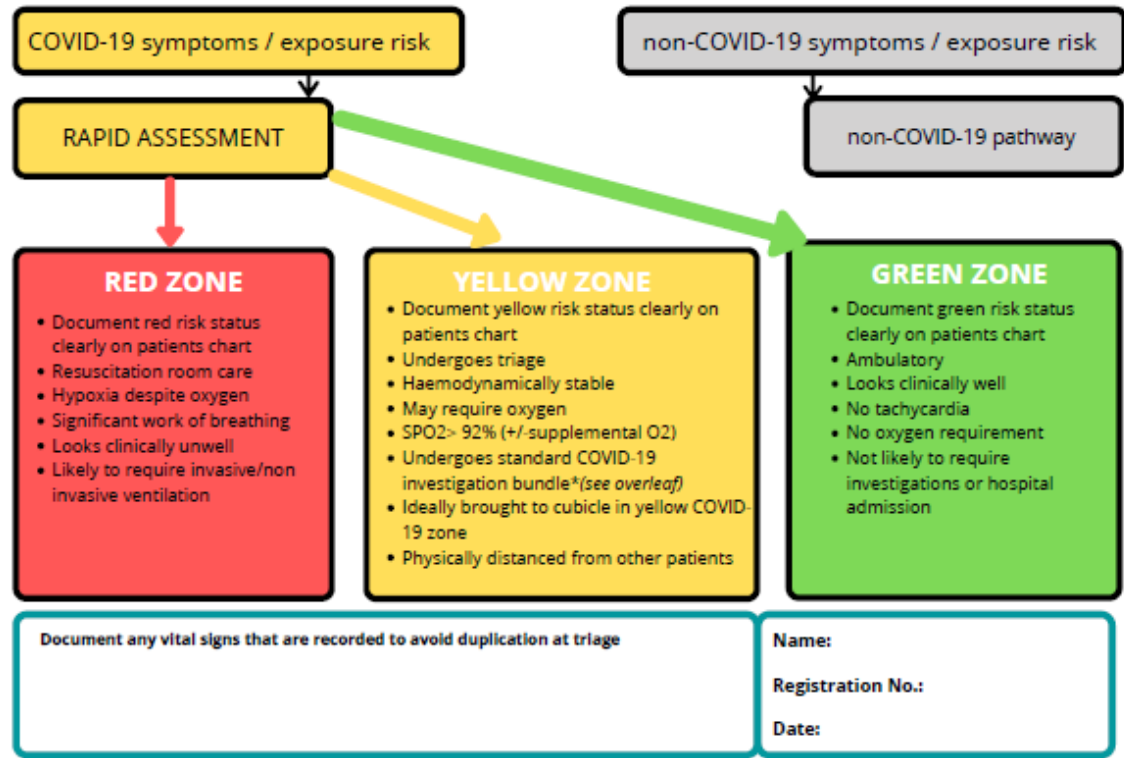 COVID-19 symptoms / exposure risk
non-COVID-19 symptoms / exposure risk
RAPID ASSESSMENT
non-COVID-19 pathway
RED ZONE
• Document red risk status
clearly on patients chart
• Resuscitation room care
• Hypoxia despite oxygen
• Significant work of breathing
• Looks clinically unwell
• Likely to require invasive/non
invasive ventilation
YELLOW ZONE
• Document yellow risk status clearly on
patients chart
• Undergoes triage
• Haemodynamically stable
• May require oxygen
• SPO2> 92% (+/-supplemental O2)
• Undergoes standard COVID-19
investigation bundle*(see overleaf)
• Ideally brought to cubicle in yellow COVID-
19 zone
• Physically distanced from other patients
GREEN ZONE
• Document green risk status
clearly on patients chart
• Ambulatory
• Looks clinically well
• No tachycardia
• No oxygen requirement
• Not likely to require
investigations or hospital
admission
Document any vital signs that are recorded to avoid duplication at triage
Name:
Registration No.:
Date: